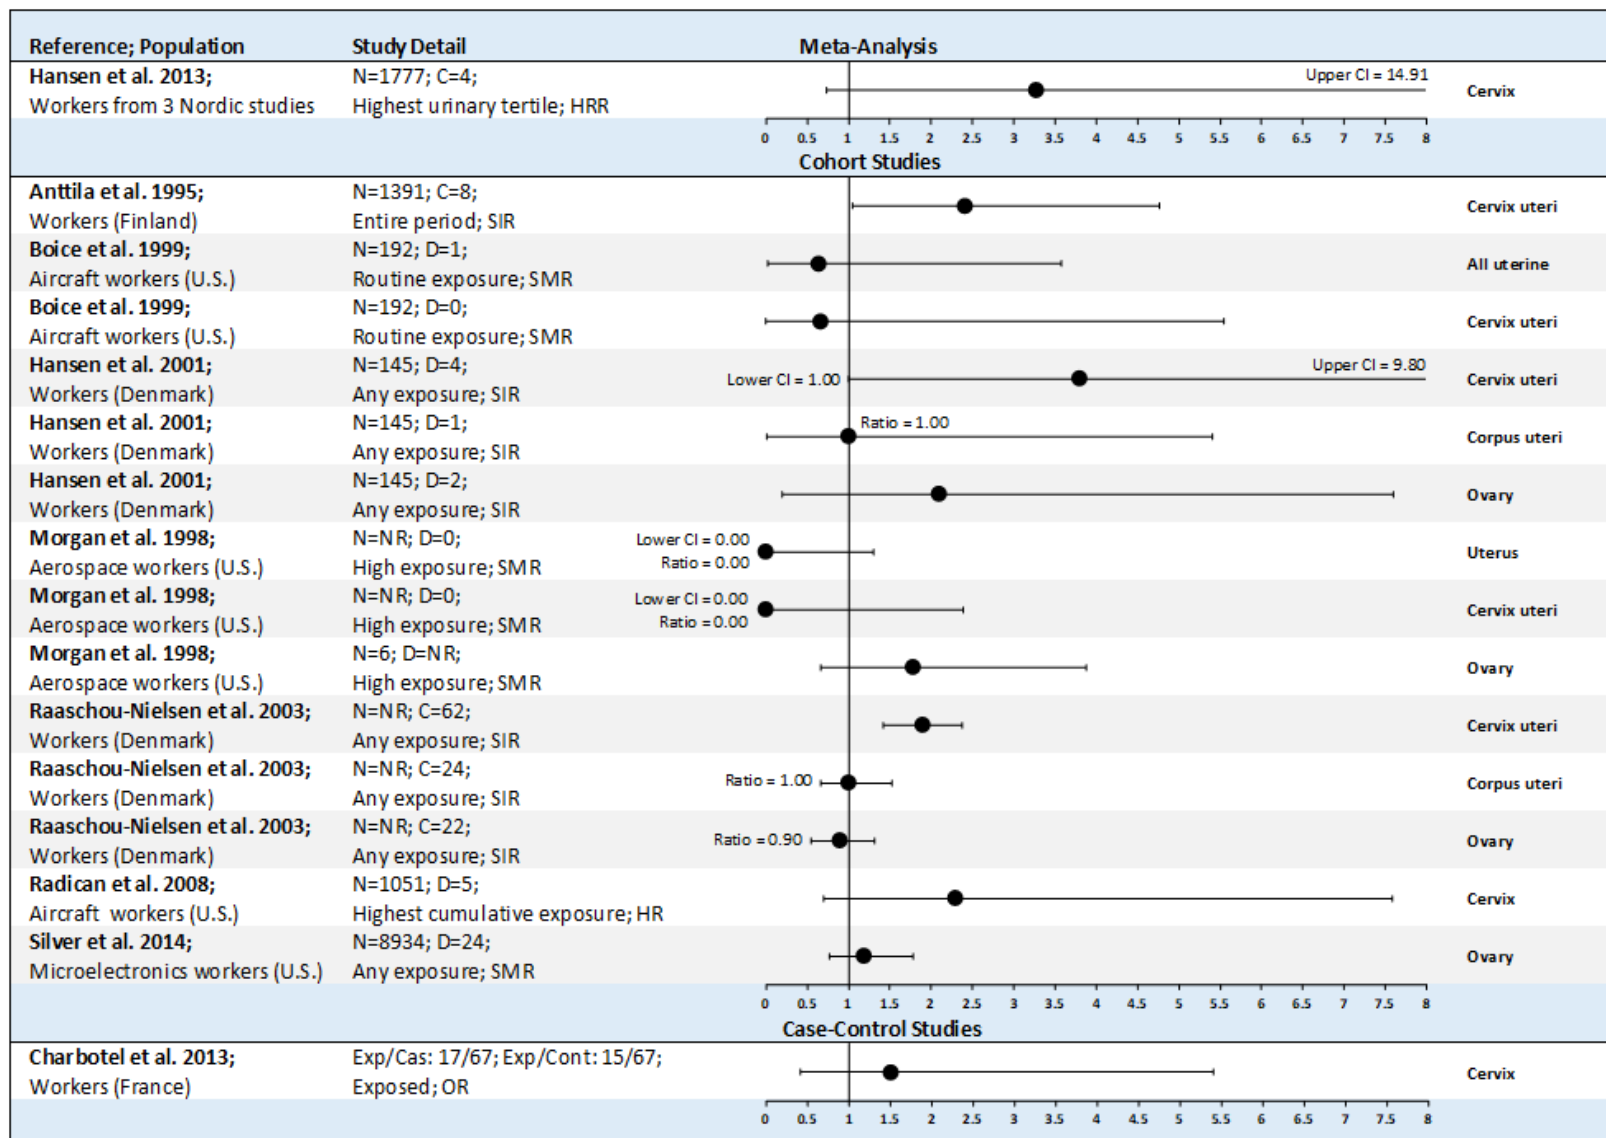 Reference; Population Study Detail Meta-Analysis
Hansen et al. 2013; N=1777; C=4; Upper CI = 14.91
Workers from 3 Nordic studies Highest urinary tertile; HRR Cervix
0 0.5 1 1.5 2 2.5 3 3.5 4 4.5 5 5.5 6 6.5 7 7.5 8
Cohort Studies
Anttila et al. 1995; N=1391; C=8; Cervix uteri
Workers (Finland) Entire period; SIR
Boice et al. 1999; N=192; D=1; All uterine
Aircraft workers (U.S.) Routine exposure; SMR
Boice et al. 1999; N=192; D=0; Cervix uteri
Aircraft workers (U.S.) Routine exposure; SMR
Hansen et al. 2001; N=145; D=4; Upper CI = 9.80
Workers (Denmark) Any exposure; SIR Lower CI = 1.00 Cervix uteri
Hansen et al. 2001; N=145; D=1; Ratio = 1.00
Workers (Denmark) Any exposure; SIR Corpus uteri
Hansen et al. 2001; N=145; D=2; Ovary
Workers (Denmark) Any exposure; SIR
Morgan et al. 1998; N=NR; D=0; Lower CI = 0.00 Uterus
Aerospace workers (U.S.) High exposure; SMR Ratio = 0.00
Morgan et al. 1998; N=NR; D=0; Lower CI = 0.00 Cervix uteri
Aerospace workers (U.S.) High exposure; SMR Ratio = 0.00
Morgan et al. 1998; N=6; D=NR; Ovary
Aerospace workers (U.S.) High exposure; SMR
Raaschou-Nielsen et al. 2003; N=NR; C=62; Cervix uteri
Workers (Denmark) Any exposure; SIR
Raaschou-Nielsen et al. 2003; N=NR; C=24; Ratio = 1.00 Corpus uteri
Workers (Denmark) Any exposure; SIR
Raaschou-Nielsen et al. 2003; N=NR; C=22; Ratio = 0.90 Ovary
Workers (Denmark) Any exposure; SIR
Radican et al. 2008; N=1051; D=5; Cervix
Aircraft workers (U.S.) Highest cumulative exposure; HR
Silver et al. 2014; N=8934; D=24; Ovary
Microelectronics workers (U.S.) Any exposure; SMR
0 0.5 1 1.5 2 2.5 3 3.5 4 4.5 5 5.5 6 6.5 7 7.5 8
Case-Control Studies
Charbotel et al. 2013; Exp/Cas: 17/67; Exp/Cont: 15/67; Cervix
Workers (France) Exposed; OR
0 0.5 1 1.5 2 2.5 3 3.5 4 4.5 5 5.5 6 6.5 7 7.5 8